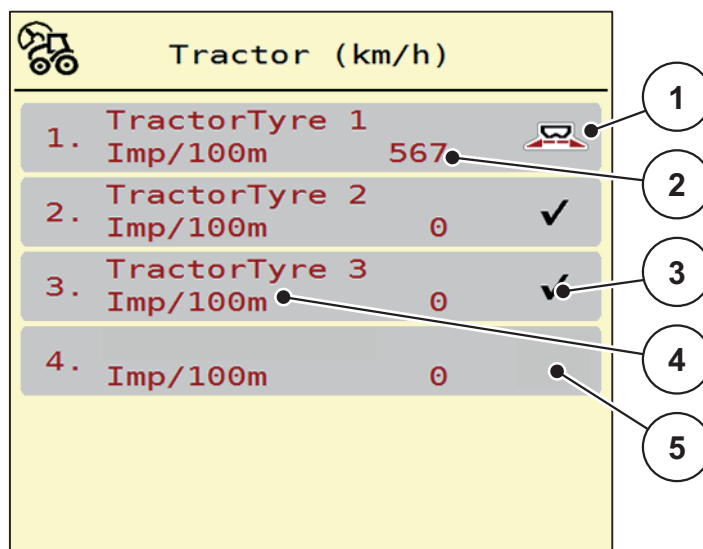 Tractor (km/h)
1. TractorTyre 1
Imp/100m 567
2. TractorTyre 2
Imp/100m 0
3. TractorTyre 3
Imp/100m 0
4.
Imp/100m 0
1
2
3
4
5